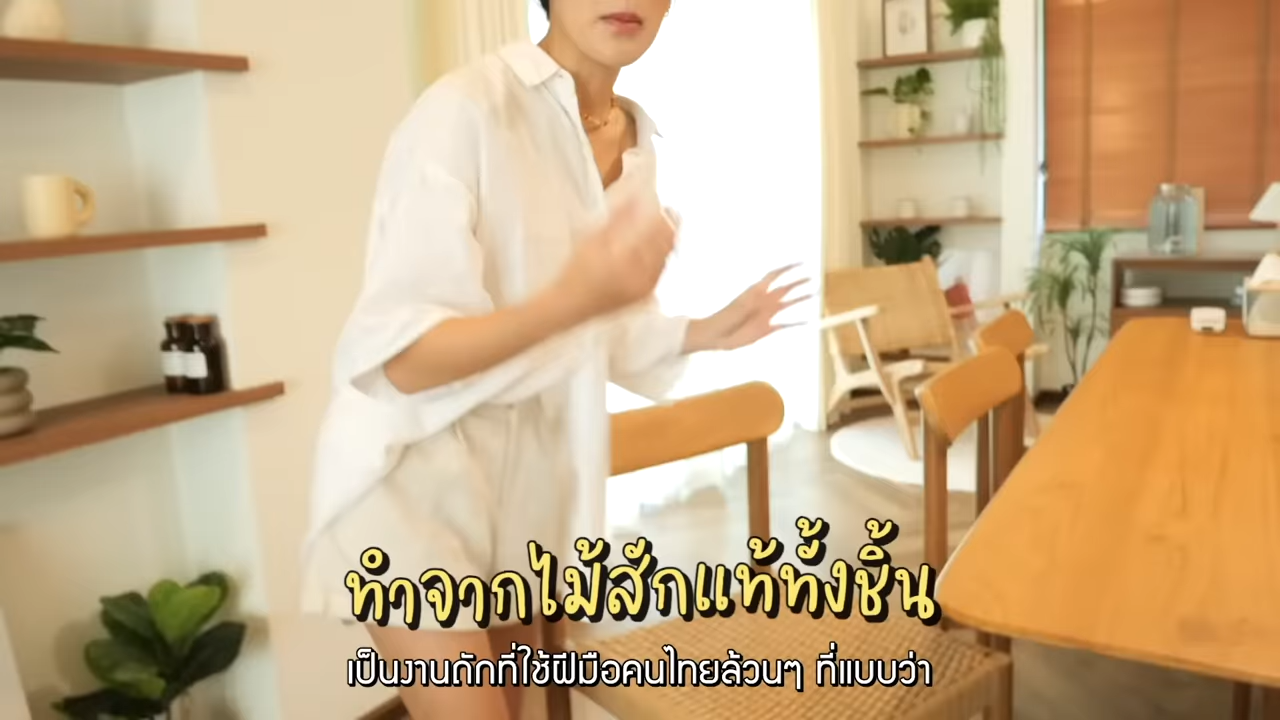 ทำจากไม้สักแท้ทั้งชิ้น
เป็นงานถักที่ใช้ฝีมือคนไทยล้วนๆ ที่แบบว่า